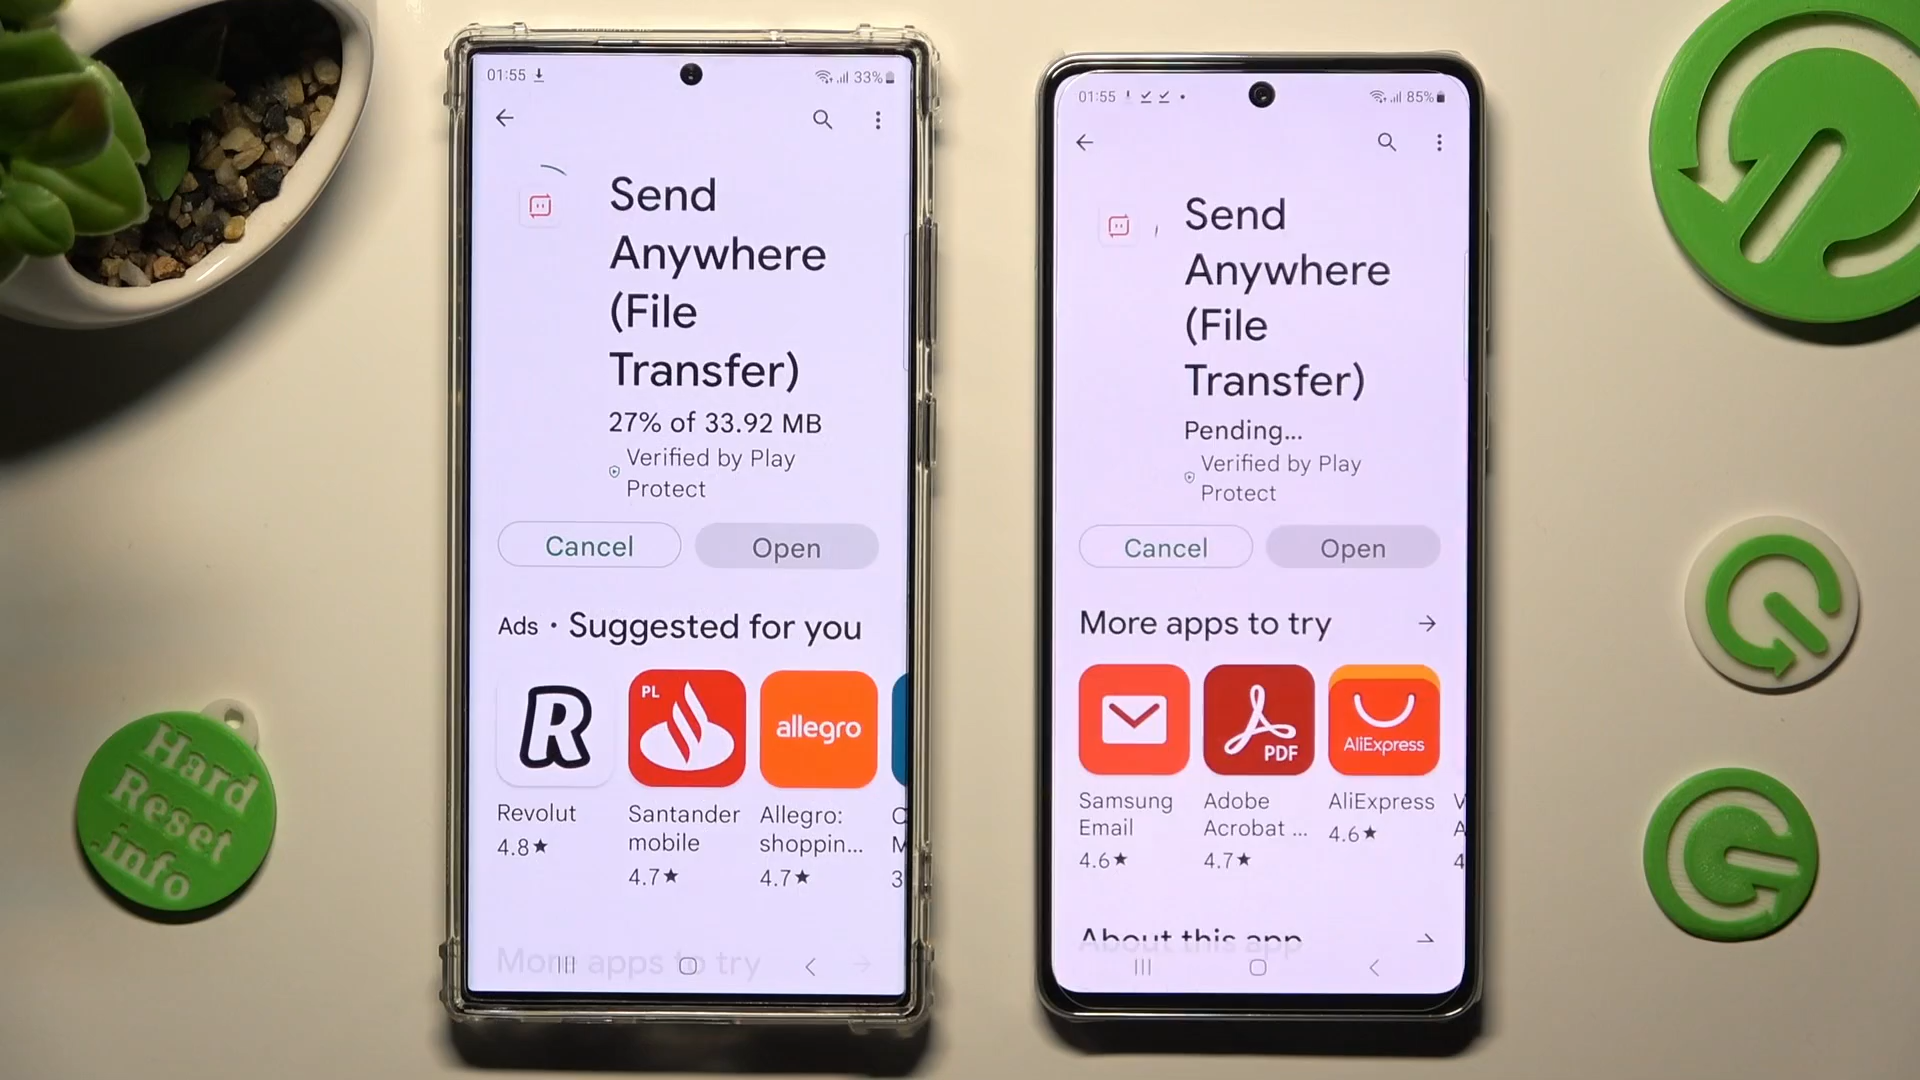 01:55
33%
Send
Anywhere
(File
Transfer)
27% of 33.92 MB
Verified by Play
Protect
Cancel
Open
Ads • Suggested for you
R
PL
allegro
Revolut
4.8★
Santander
mobile
4.7★
Allegro:
shoppin...
4.7★
C
M
3
More apps to try
01:55
85%
Send
Anywhere
(File
Transfer)
Pending...
Verified by Play
Protect
Cancel
Open
More apps to try
PDF
AliExpress
Samsung
Email
4.6★
Adobe
Acrobat ...
4.7★
AliExpress
4.6★
V
A
4
About this app
Hard
Reset
.info